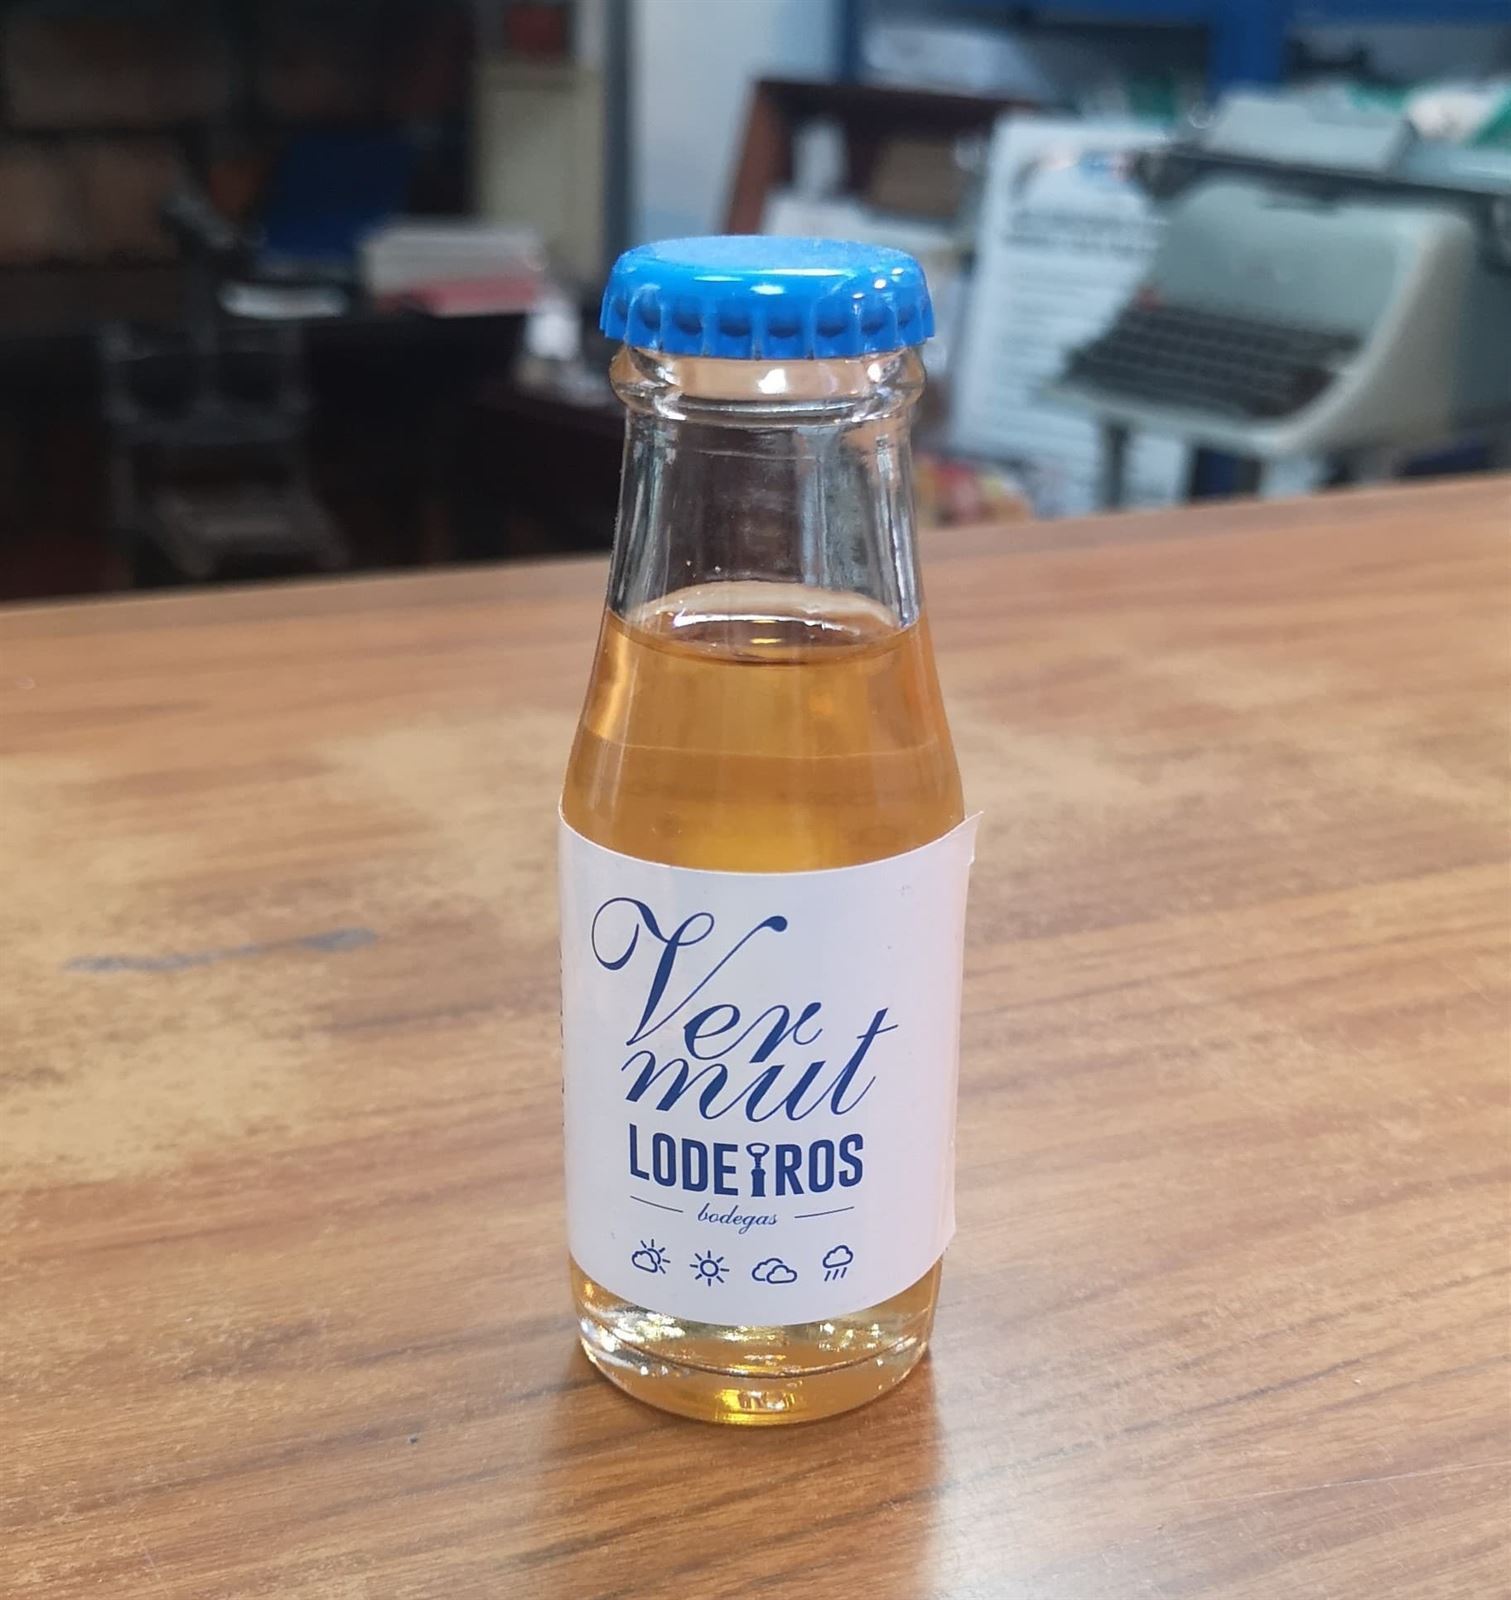 Ver
mut
LODEIROS
bodegas